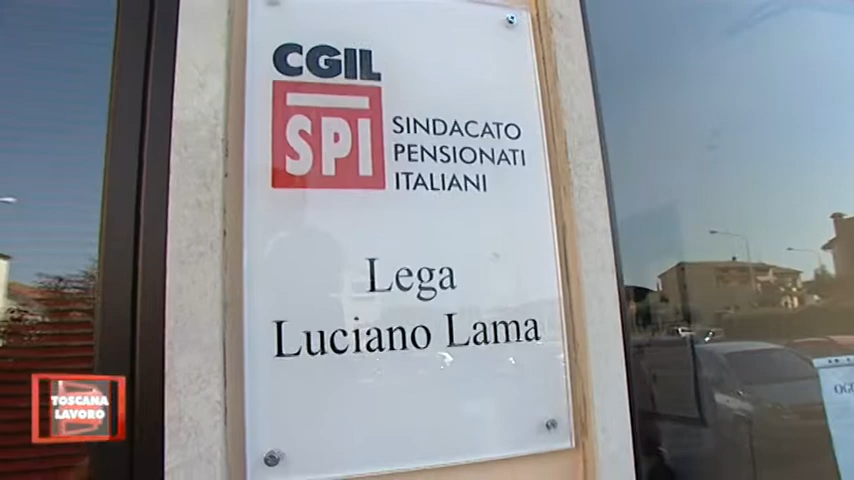 CGIL
SPI
SINDACATO
PENSIONATI
ITALIANI
Lega
Luciano Lama
TOSCANA
LAVORO